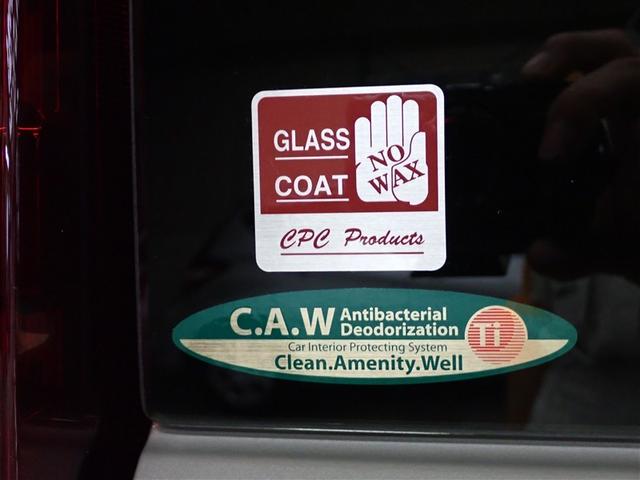 GLASS
COAT
NO
WAX
CPC Products
C.A.W Antibacterial
Deodorization
Ti
Car Interior Protecting System
Clean.Amenity.Well